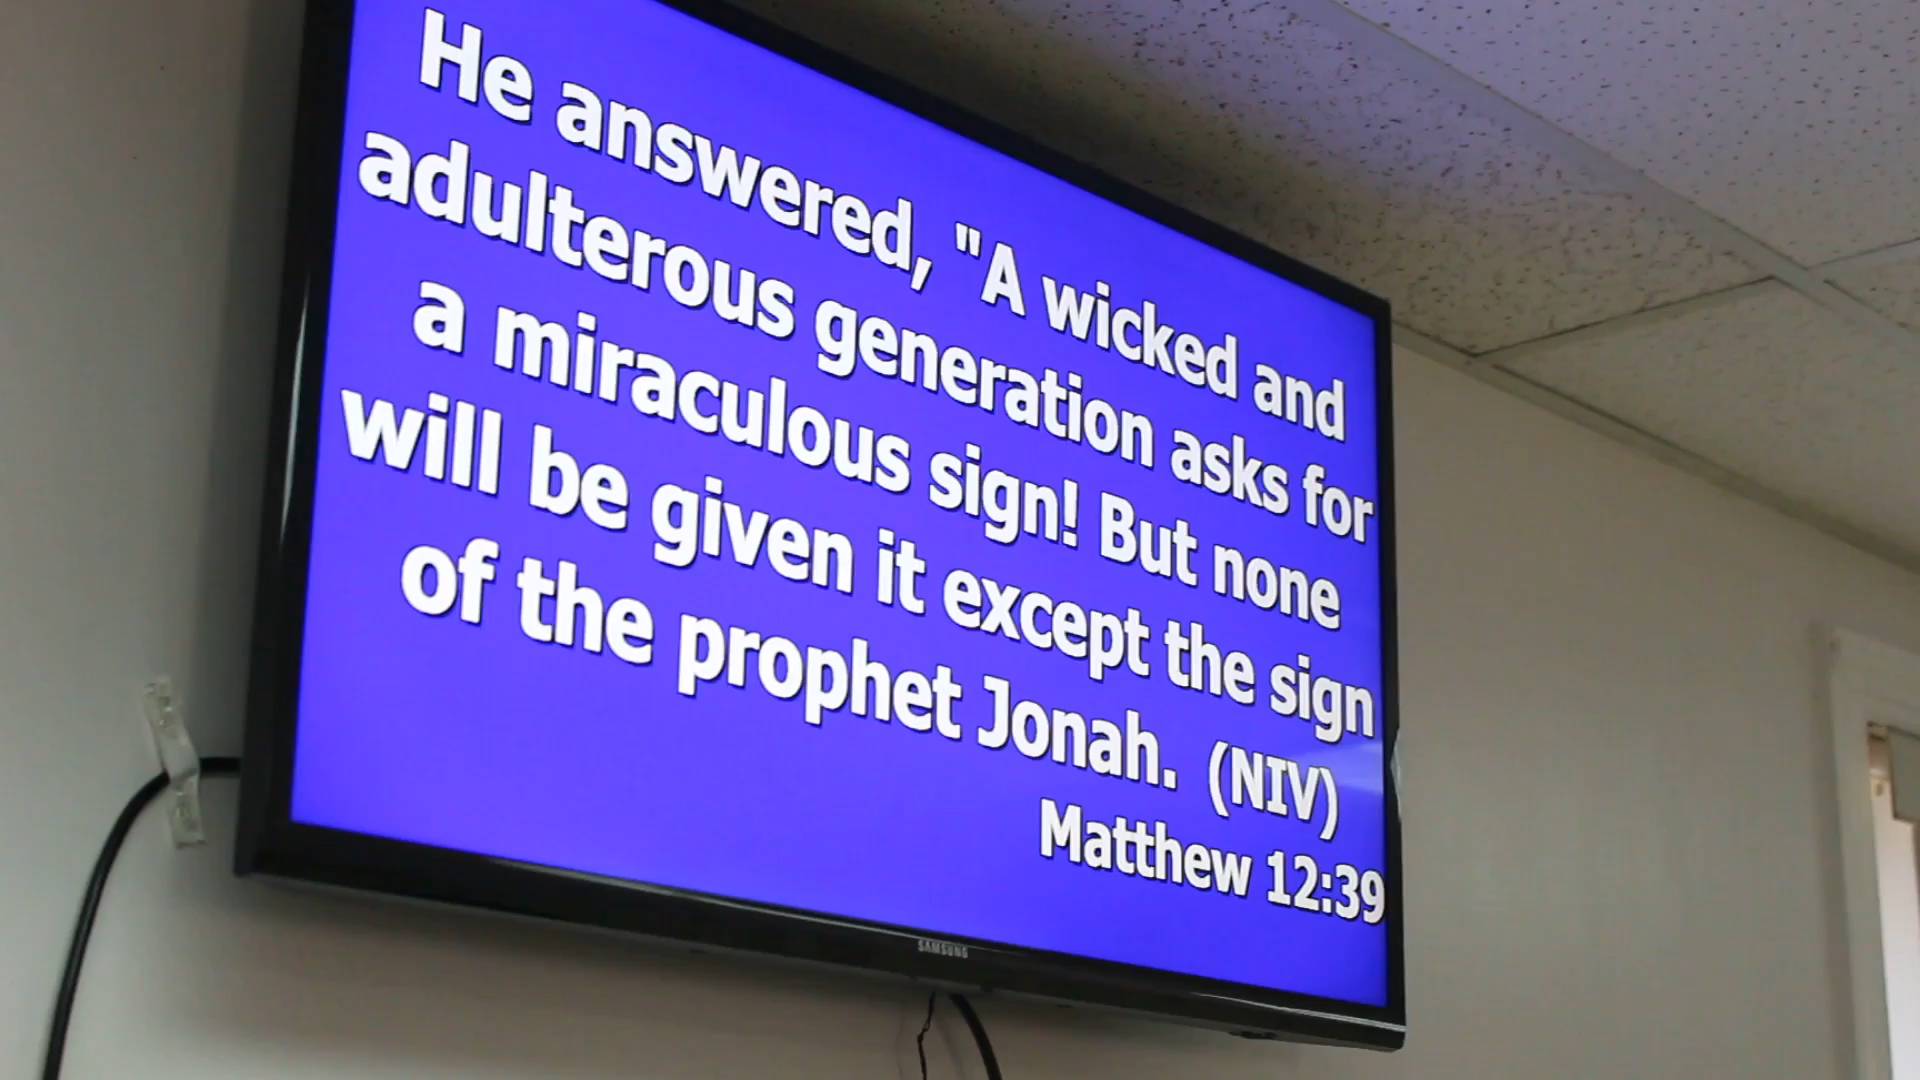 He answered, "A wicked and
adulterous generation asks for
a miraculous sign! But none
will be given it except the sign
of the prophet Jonah. (NIV)
Matthew 12:39
SAMSUNG